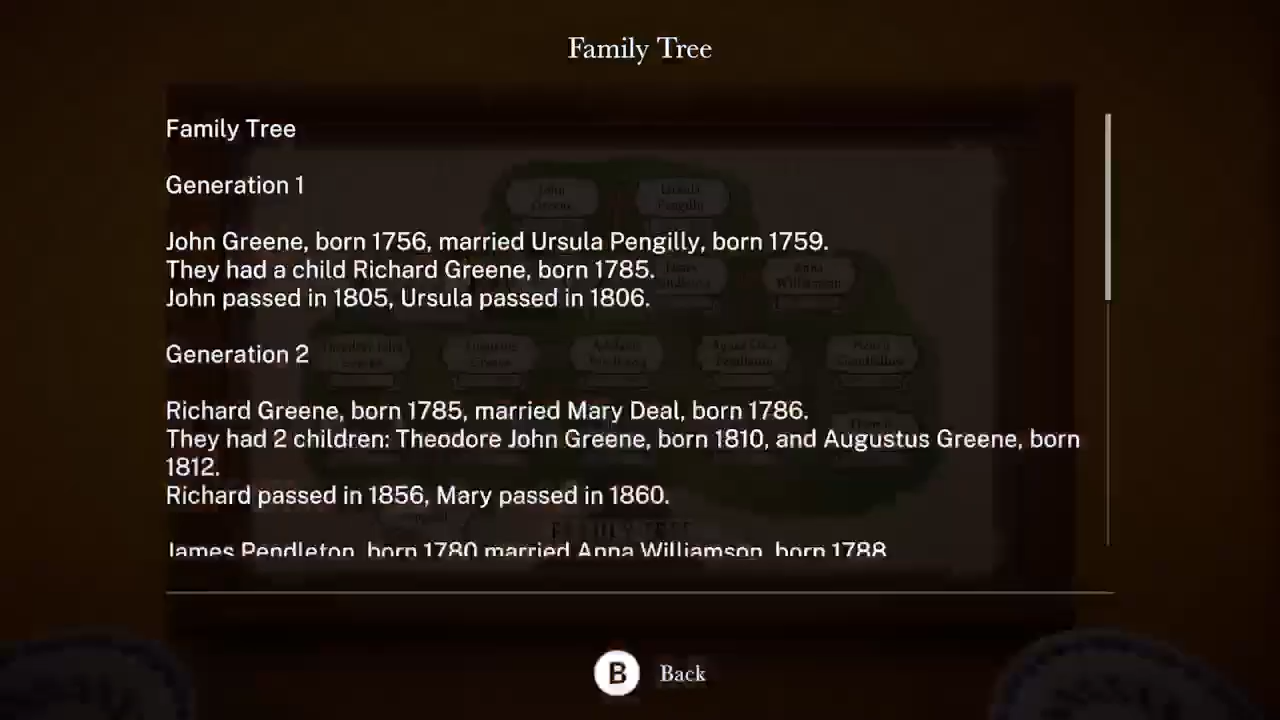 Family Tree
Family Tree
Generation 1
John Greene, born 1756, married Ursula Pengilly, born 1759.
They had a child Richard Greene, born 1785.
John passed in 1805, Ursula passed in 1806.
Generation 2
Richard Greene, born 1785, married Mary Deal, born 1786.
They had 2 children: Theodore John Greene, born 1810, and Augustus Greene, born
1812.
Richard passed in 1856, Mary passed in 1860.
James Pendleton, born 1780 married Anna Williamson, born 1788
B Back